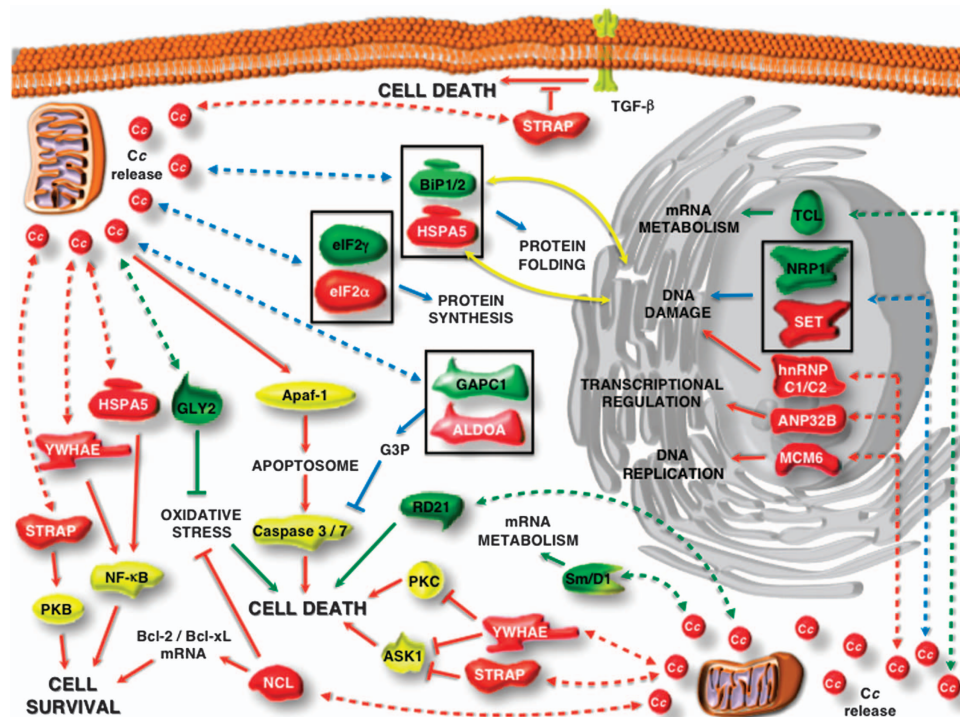 TGF-β
CELL DEATH
STRAP
Cc
Cc
Cc
release
Cc
Cc
Cc
Cc
Cc
BiP1/2
HSPA5
PROTEIN
FOLDING
eIF2γ
eIF2α
PROTEIN
SYNTHESIS
mRNA
METABOLISM
TCL
NRP1
SET
DNA
DAMAGE
hnRNP
C1/C2
TRANSCRIPTIONAL
REGULATION
ANP32B
MCM6
DNA
REPLICATION
HSPA5
GLY2
YWHAE
Apaf-1
GAPC1
ALDOA
G3P
APOPTOSOME
OXIDATIVE
STRESS
Caspase 3 / 7
RD21
mRNA
METABOLISM
Sm/D1
STRAP
NF-κB
PKB
CELL DEATH
PKC
YWHAE
ASK1
STRAP
Bcl-2 / Bcl-xL
mRNA
NCL
CELL
SURVIVAL
Cc
Cc
Cc
Cc
Cc
Cc
Cc
Cc
Cc
Cc
Cc
release